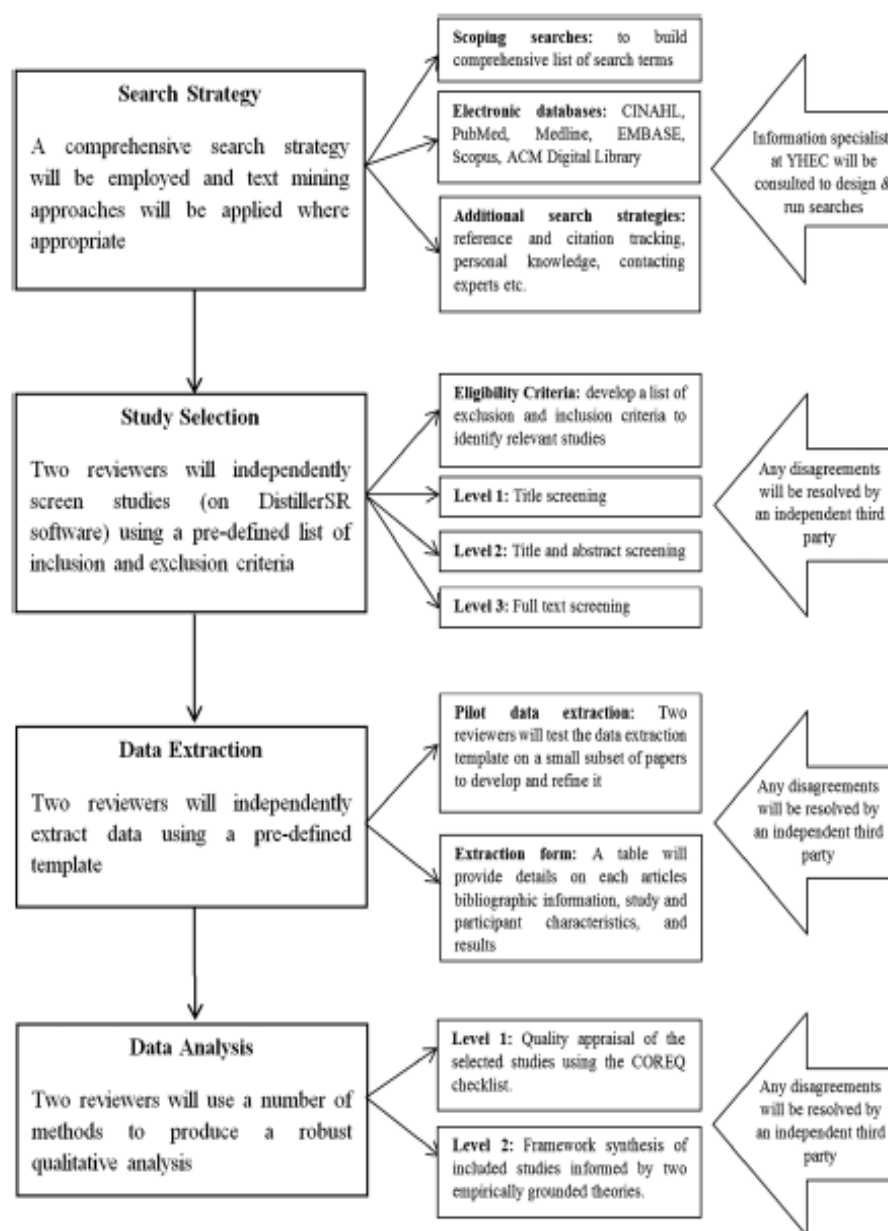 Search Strategy
A comprehensive search strategy
will be employed and text mining
approaches will be applied where
appropriate
Scoping searches: to build
comprehensive list of search terms
Electronic databases: CINAHL,
PubMed, Medline, EMBASE,
Scopus, ACM Digital Library
Additional search strategies:
reference and citation tracking,
personal knowledge, contacting
experts etc.
Information specialist
at YHEC will be
consulted to design &
run searches
Study Selection
Two reviewers will independently
screen studies (on DistillerSR
software) using a pre-defined list of
inclusion and exclusion criteria
Eligibility Criteria: develop a list of
exclusion and inclusion criteria to
identify relevant studies
Level 1: Title screening
Level 2: Title and abstract screening
Level 3: Full text screening
Any disagreements
will be resolved by
an independent third
party
Data Extraction
Two reviewers will independently
extract data using a pre-defined
template
Pilot data extraction: Two
reviewers will test the data extraction
template on a small subset of papers
to develop and refine it
Extraction form: A table will
provide details on each articles
bibliographic information, study and
participant characteristics, and
results
Any disagreements
will be resolved by
an independent third
party
Data Analysis
Two reviewers will use a number of
methods to produce a robust
qualitative analysis
Level 1: Quality appraisal of the
selected studies using the COREQ
checklist.
Level 2: Framework synthesis of
included studies informed by two
empirically grounded theories.
Any disagreements
will be resolved by
an independent third
party